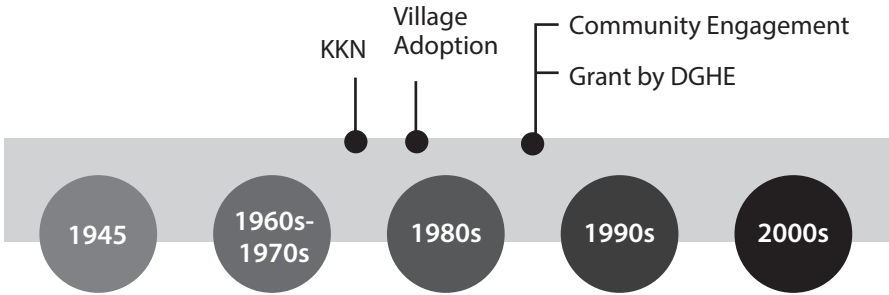 KKN
Village
Adoption
Community Engagement
Grant by DGHE
1945
1960s-
1970s
1980s
1990s
2000s